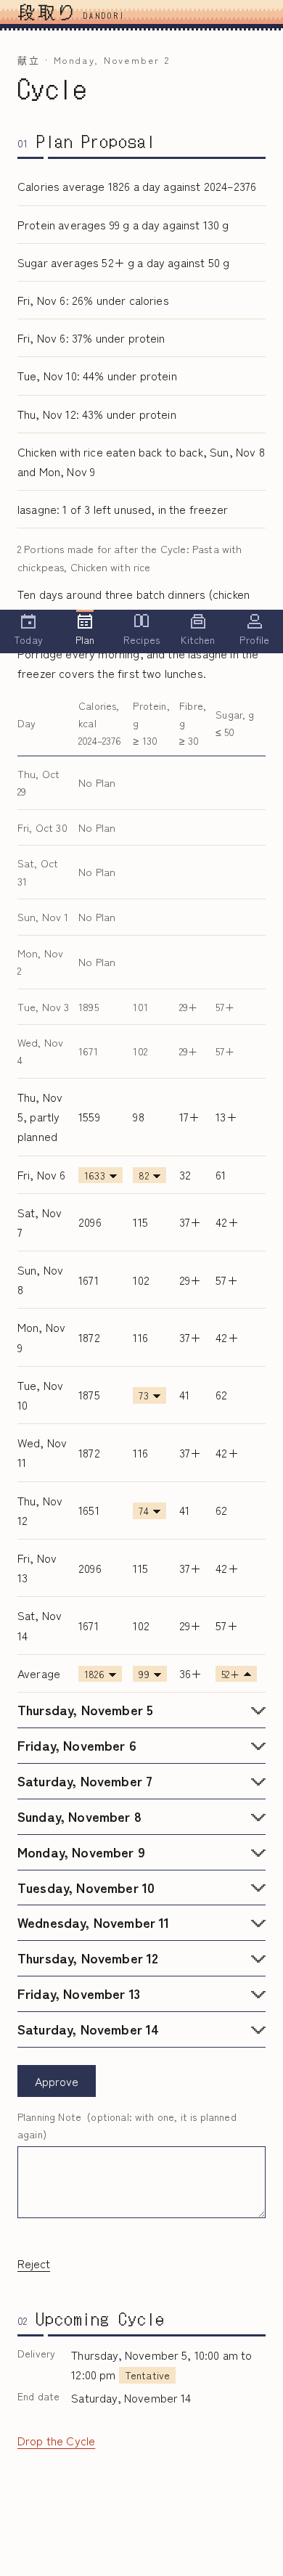 段取り DANDORI
献立 · Monday, November 2
Cycle
01 Plan Proposal
Calories average 1826 a day against 2024–2376
Protein averages 99 g a day against 130 g
Sugar averages 52+ g a day against 50 g
Fri, Nov 6: 26% under calories
Fri, Nov 6: 37% under protein
Tue, Nov 10: 44% under protein
Thu, Nov 12: 43% under protein
Chicken with rice eaten back to back, Sun, Nov 8
and Mon, Nov 9
lasagne: 1 of 3 left unused, in the freezer
2 Portions made for after the Cycle: Pasta with
chickpeas, Chicken with rice
Ten days around three batch dinners (chicken
Today Plan Recipes Kitchen Profile
Porridge every morning, and the lasagne in the
freezer covers the first two lunches.
Day Calories, kcal 2024–2376 Protein, g ≥ 130 Fibre, g ≥ 30 Sugar, g ≤ 50
Thu, Oct 29 No Plan
Fri, Oct 30 No Plan
Sat, Oct 31 No Plan
Sun, Nov 1 No Plan
Mon, Nov 2 No Plan
Tue, Nov 3 1895 101 29+ 57+
Wed, Nov 4 1671 102 29+ 57+
Thu, Nov 5, partly planned 1559 98 17+ 13+
Fri, Nov 6 1633 82 32 61
Sat, Nov 7 2096 115 37+ 42+
Sun, Nov 8 1671 102 29+ 57+
Mon, Nov 9 1872 116 37+ 42+
Tue, Nov 10 1875 73 41 62
Wed, Nov 11 1872 116 37+ 42+
Thu, Nov 12 1651 74 41 62
Fri, Nov 13 2096 115 37+ 42+
Sat, Nov 14 1671 102 29+ 57+
Average 1826 99 36+ 52+
Thursday, November 5
Friday, November 6
Saturday, November 7
Sunday, November 8
Monday, November 9
Tuesday, November 10
Wednesday, November 11
Thursday, November 12
Friday, November 13
Saturday, November 14
Approve
Planning Note (optional: with one, it is planned
again)
Reject
02 Upcoming Cycle
Delivery Thursday, November 5, 10:00 am to
12:00 pm Tentative
End date Saturday, November 14
Drop the Cycle